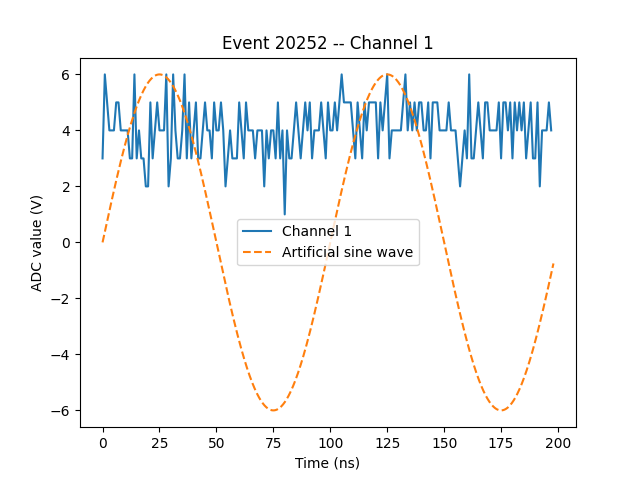 Event 20252 -- Channel 1
6
4
2
0
−2
−4
−6
ADC value (V)
Channel 1
Artificial sine wave
0 25 50 75 100 125 150 175 200
Time (ns)